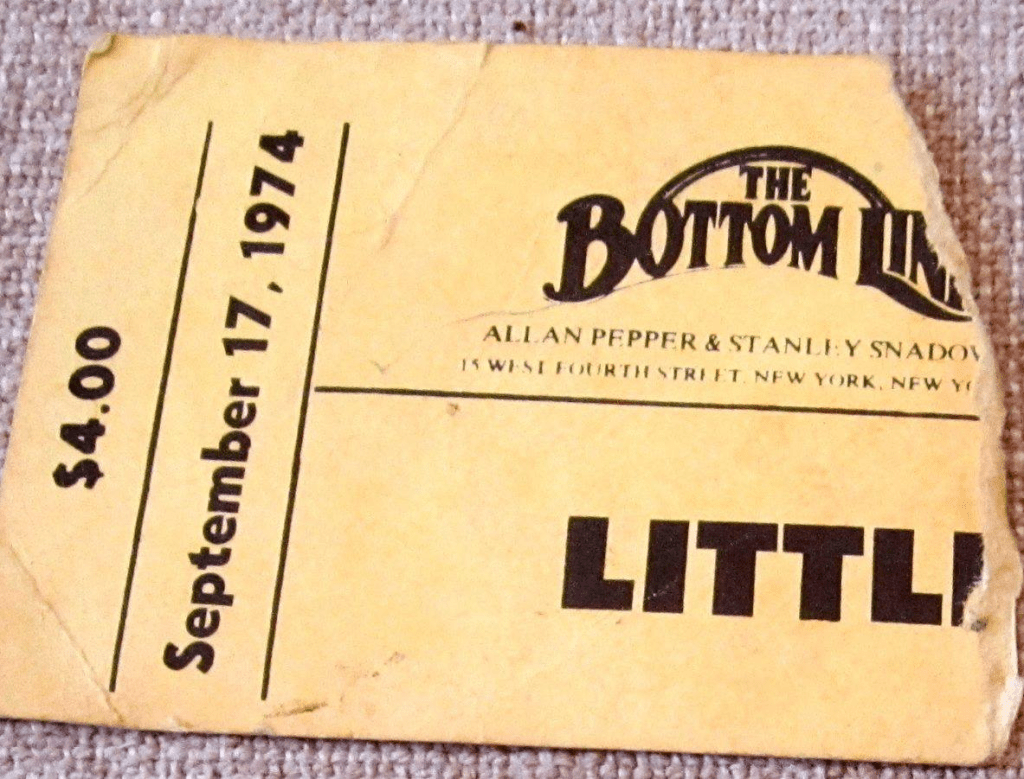 $4.00
September 17, 1974
THE
BOTTOM LIN
ALLAN PEPPER & STANLEY SNADOW
15 WEST FOURTH STREET, NEW YORK, NEW YO
LITTL